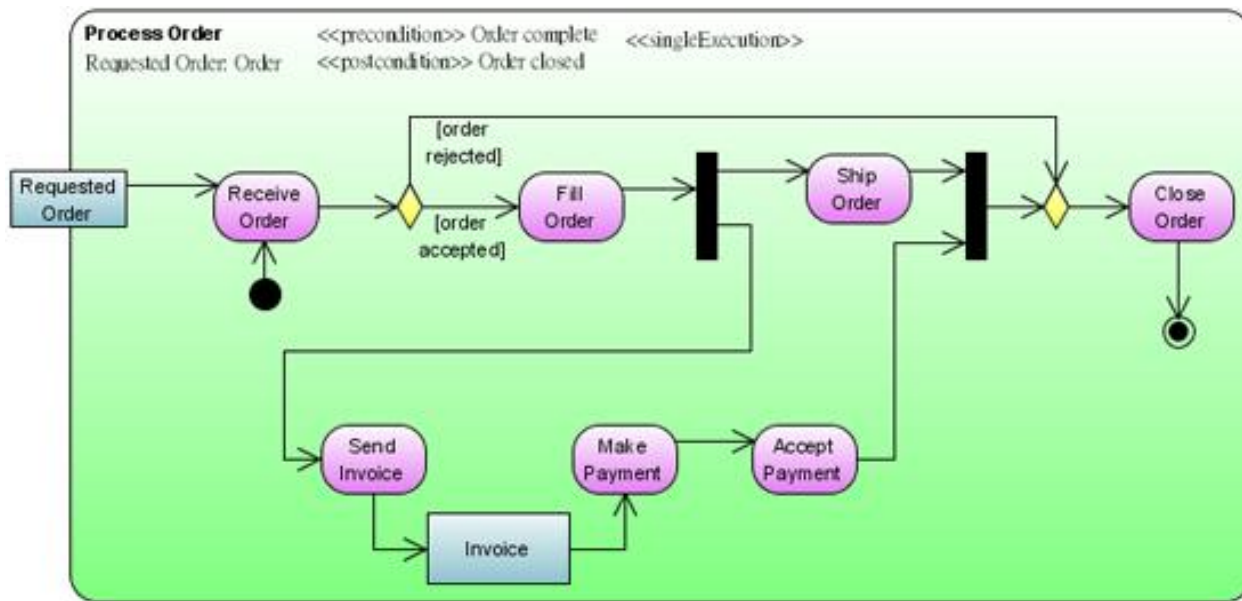 Process Order
<<precondition>> Order complete
<<singleExecution>>
Requested Order: Order
<<postcondition>> Order closed
[order
rejected]
Requested
Order
Receive
Order
[order
accepted]
Fill
Order
Ship
Order
Close
Order
Send
Invoice
Make
Payment
Accept
Payment
Invoice